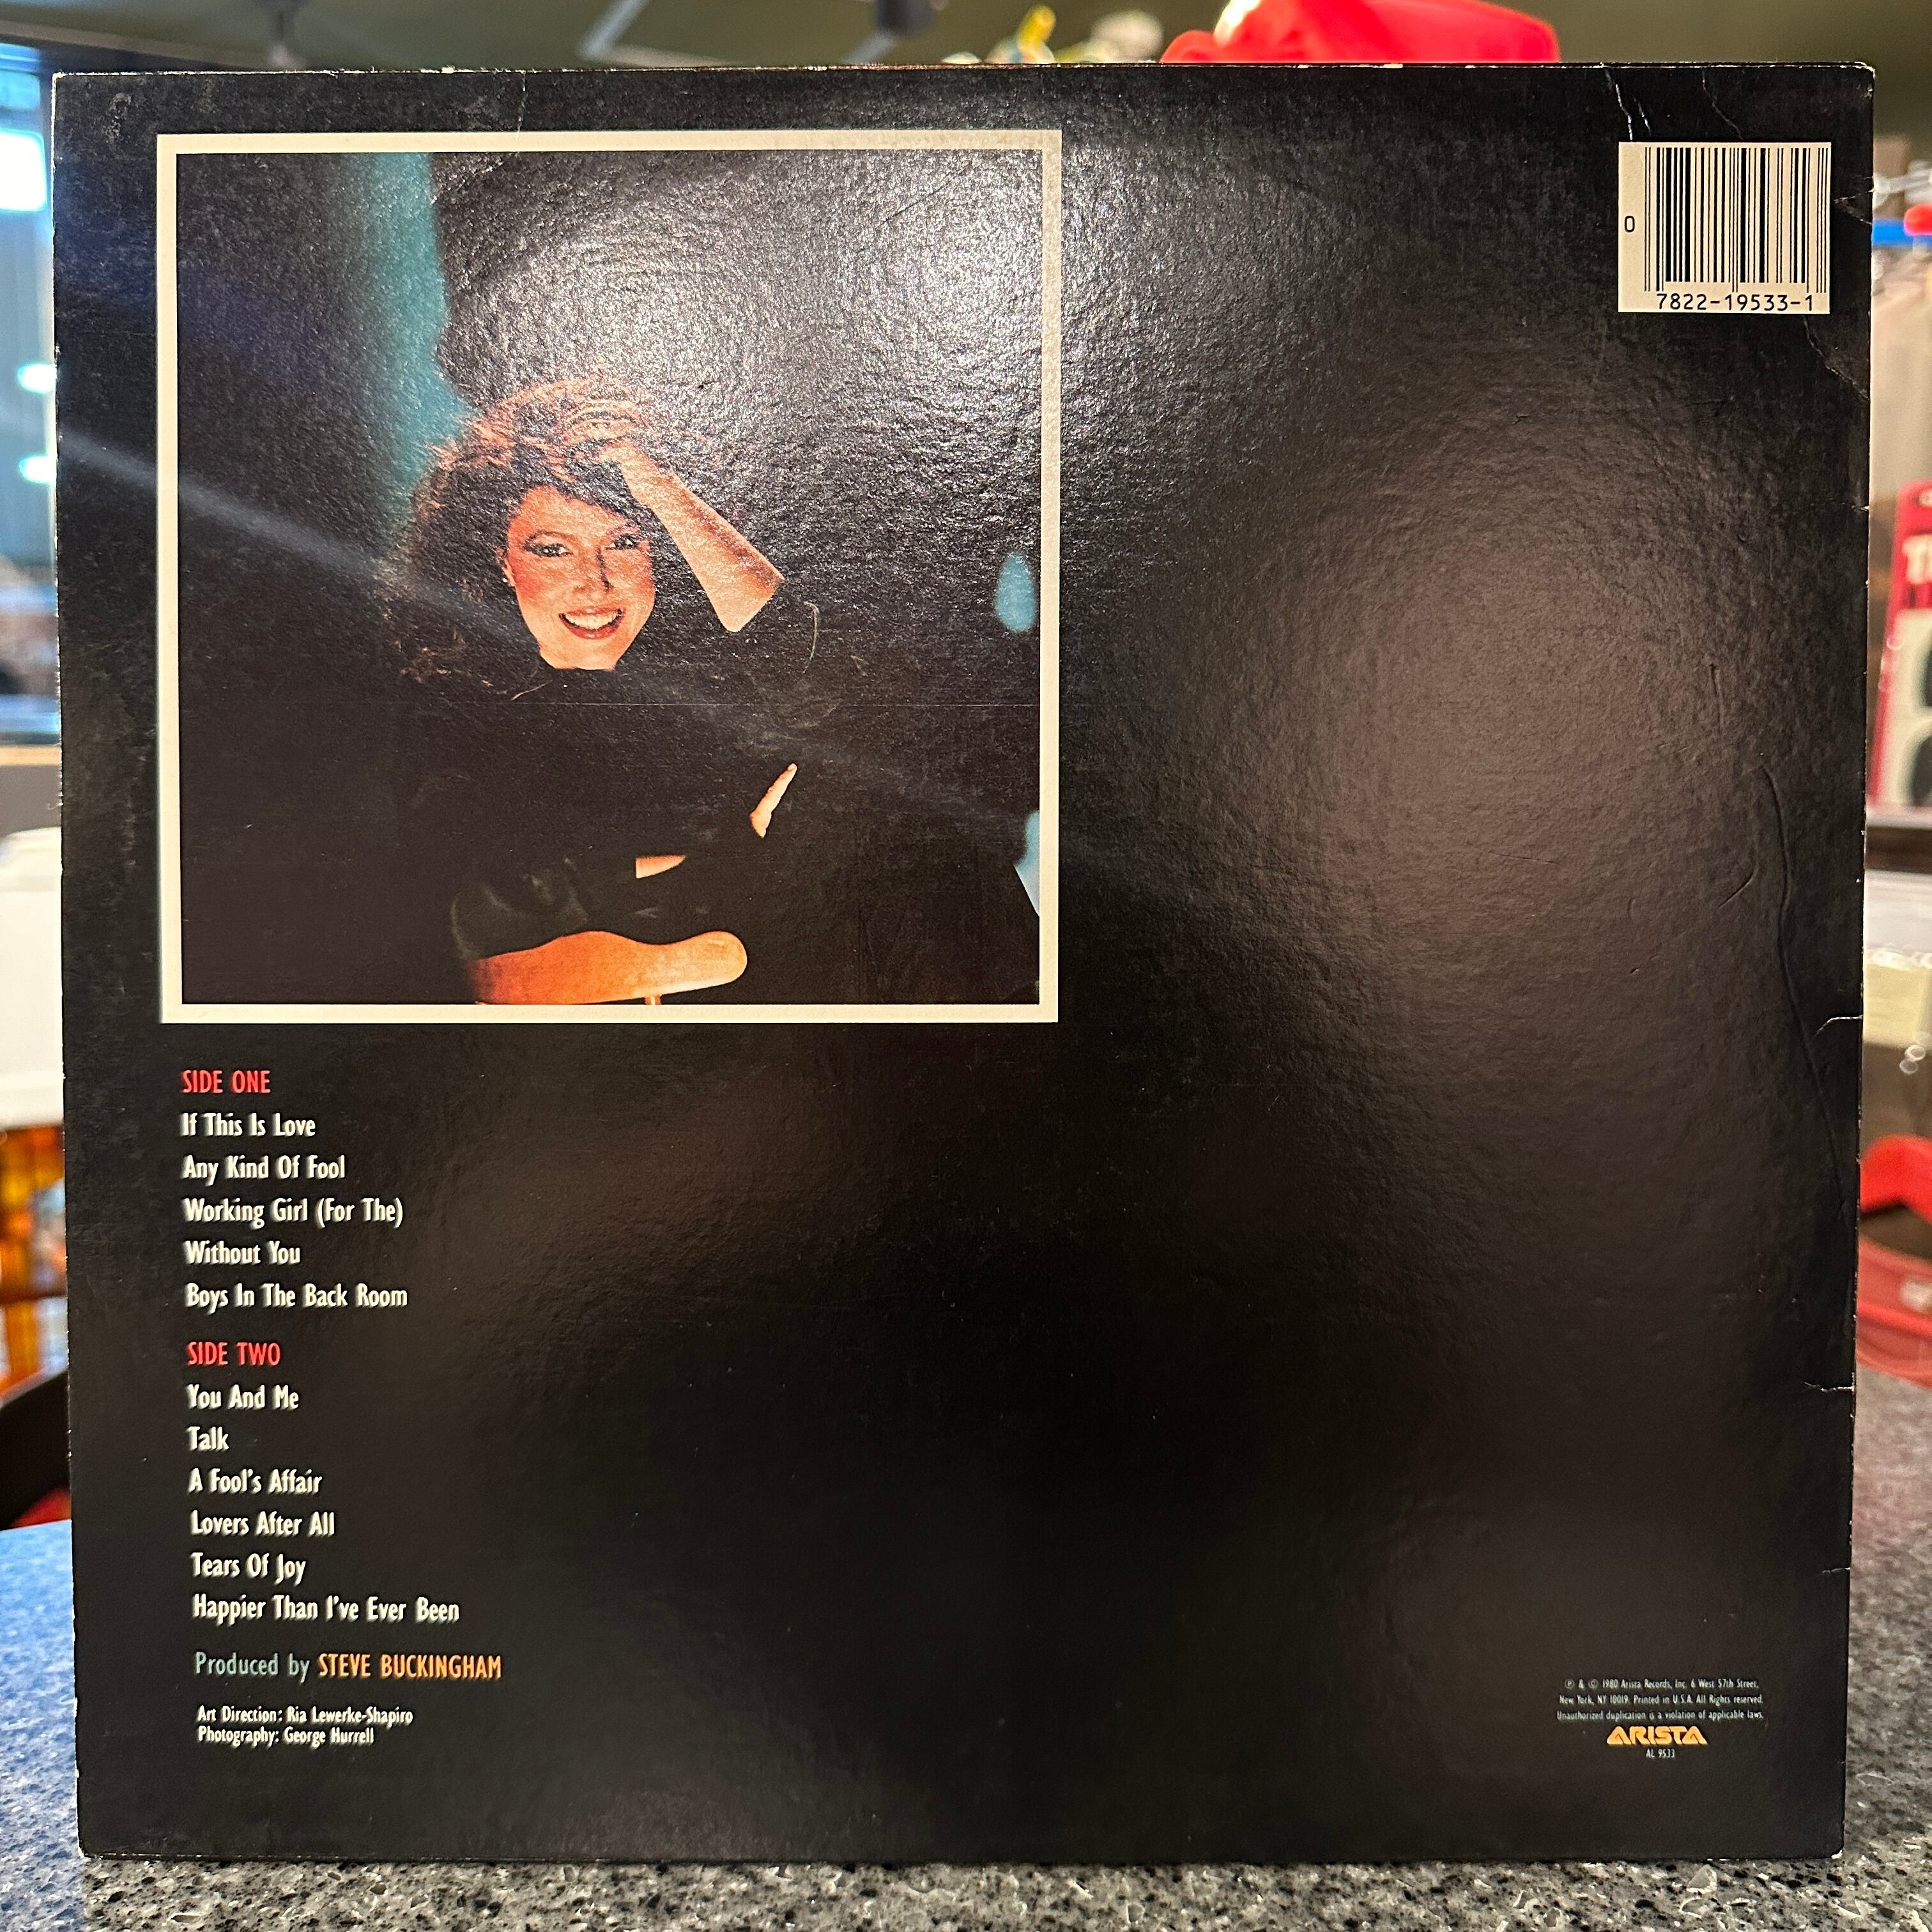 0
7822-19533-1
SIDE ONE
If This Is Love
Any Kind Of Fool
Working Girl (For The)
Without You
Boys In The Back Room
SIDE TWO
You And Me
Talk
A Fool's Affair
Lovers After All
Tears Of Joy
Happier Than I've Ever Been
Produced by STEVE BUCKINGHAM
Art Direction: Ria Lewerke-Shapiro
Photography: George Hurrell
℗ & © 1980 Arista Records, Inc. 6 West 57th Street,
New York, NY 10019. Printed in U.S.A. All Rights reserved.
Unauthorized duplication is a violation of applicable laws.
ARISTA
AL 9533